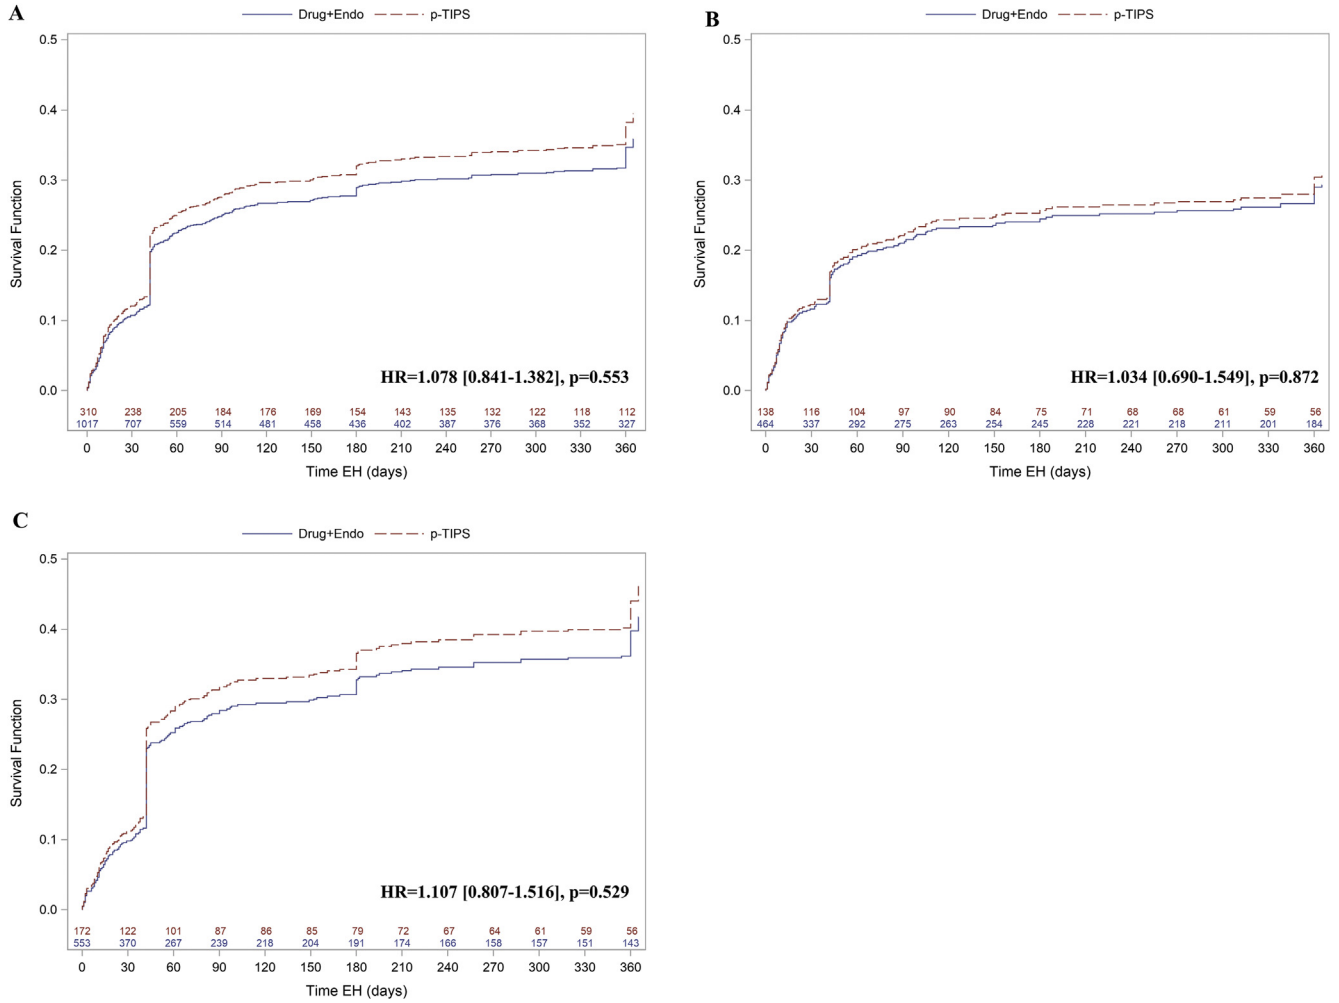 A
Drug+Endo p-TIPS
0.5
0.4
0.3
0.2
0.1
0.0
Survival Function
HR=1.078 [0.841-1.382], p=0.553
310 238 205 184 176 169 154 143 135 132 122 118 112
1017 707 559 514 481 458 436 402 387 376 368 352 327
0 30 60 90 120 150 180 210 240 270 300 330 360
Time EH (days)
B
Drug+Endo p-TIPS
0.5
0.4
0.3
0.2
0.1
0.0
Survival Function
HR=1.034 [0.690-1.549], p=0.872
138 116 104 97 90 84 75 71 68 68 61 59 56
464 337 292 275 263 254 245 228 221 218 211 201 184
0 30 60 90 120 150 180 210 240 270 300 330 360
Time EH (days)
C
Drug+Endo p-TIPS
0.5
0.4
0.3
0.2
0.1
0.0
Survival Function
HR=1.107 [0.807-1.516], p=0.529
172 122 101 87 86 85 79 72 67 64 61 59 56
553 370 267 239 218 204 191 174 166 158 157 151 143
0 30 60 90 120 150 180 210 240 270 300 330 360
Time EH (days)